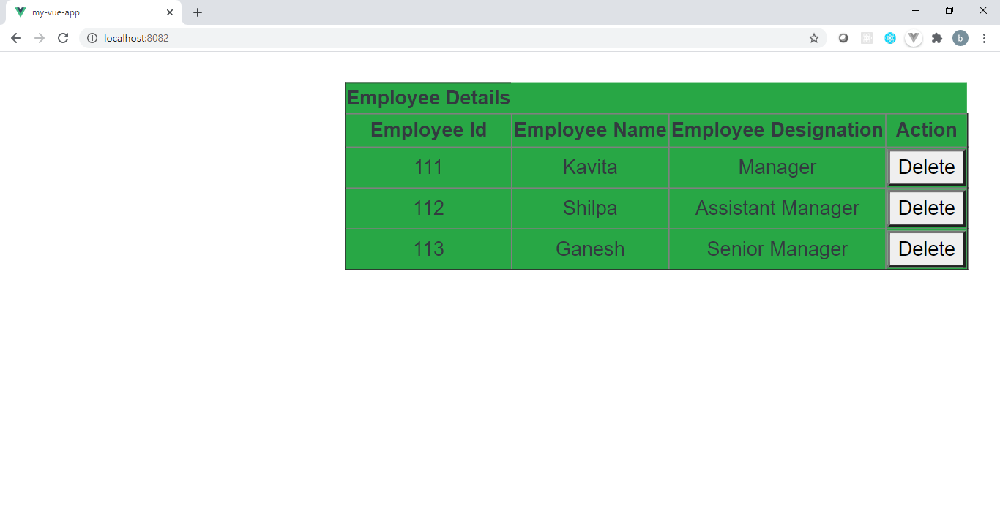 my-vue-app
localhost:8082
b
Employee Details
Employee Id Employee Name Employee Designation Action
111 Kavita Manager Delete
112 Shilpa Assistant Manager Delete
113 Ganesh Senior Manager Delete